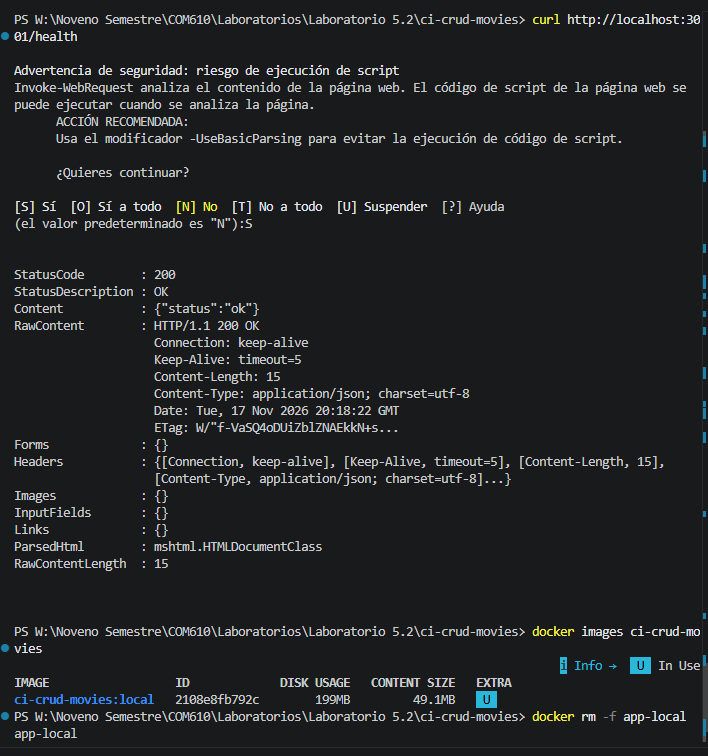 PS W:\Noveno Semestre\COM610\Laboratorios\Laboratorio 5.2\ci-crud-movies> curl http://localhost:30
01/health
Advertencia de seguridad: riesgo de ejecución de script
Invoke-WebRequest analiza el contenido de la página web. El código de script de la página web se
puede ejecutar cuando se analiza la página.
ACCIÓN RECOMENDADA:
Usa el modificador -UseBasicParsing para evitar la ejecución de código de script.
¿Quieres continuar?
[S] Sí  [O] Sí a todo  [N] No  [T] No a todo  [U] Suspender  [?] Ayuda
(el valor predeterminado es "N"):S
StatusCode        : 200
StatusDescription : OK
Content           : {"status":"ok"}
RawContent        : HTTP/1.1 200 OK
Connection: keep-alive
Keep-Alive: timeout=5
Content-Length: 15
Content-Type: application/json; charset=utf-8
Date: Tue, 17 Nov 2026 20:18:22 GMT
ETag: W/"f-VaSQ4oDUiZblZNAEkkN+s...
Forms             : {}
Headers           : {[Connection, keep-alive], [Keep-Alive, timeout=5], [Content-Length, 15],
[Content-Type, application/json; charset=utf-8]...}
Images            : {}
InputFields       : {}
Links             : {}
ParsedHtml        : mshtml.HTMLDocumentClass
RawContentLength  : 15
PS W:\Noveno Semestre\COM610\Laboratorios\Laboratorio 5.2\ci-crud-movies> docker images ci-crud-mo
vies
i Info → U In Use
IMAGE ID DISK USAGE CONTENT SIZE EXTRA
ci-crud-movies:local 2108e8fb792c 199MB 49.1MB U
PS W:\Noveno Semestre\COM610\Laboratorios\Laboratorio 5.2\ci-crud-movies> docker rm -f app-local
app-local